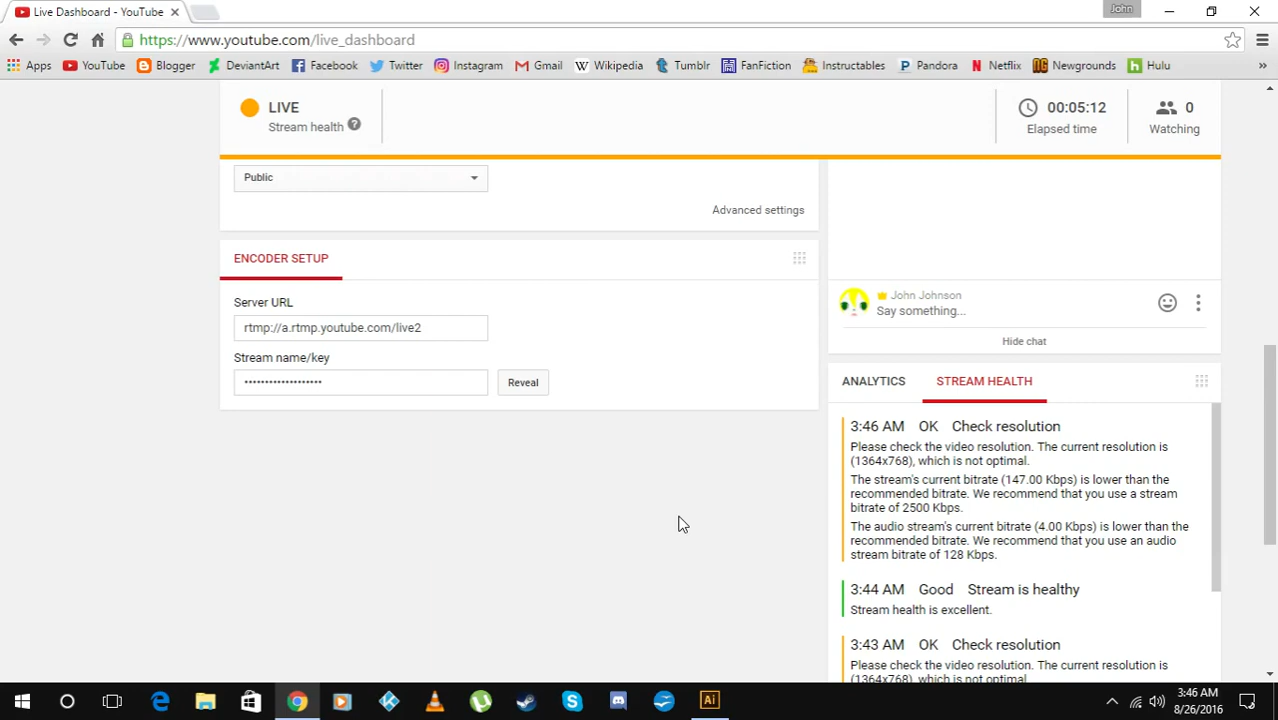 Live Dashboard - YouTube
John
https://www.youtube.com/live_dashboard
Apps YouTube Blogger DeviantArt Facebook Twitter Instagram Gmail Wikipedia Tumblr FanFiction Instructables Pandora Netflix Newgrounds Hulu »
LIVE
Stream health ?
00:05:12
Elapsed time
0
Watching
Public
Advanced settings
ENCODER SETUP
Server URL
rtmp://a.rtmp.youtube.com/live2
Stream name/key
•••••••••••••••••••
Reveal
John Johnson
Say something...
Hide chat
ANALYTICS STREAM HEALTH
3:46 AM OK Check resolution
Please check the video resolution. The current resolution is
(1364x768), which is not optimal.
The stream's current bitrate (147.00 Kbps) is lower than the
recommended bitrate. We recommend that you use a stream
bitrate of 2500 Kbps.
The audio stream's current bitrate (4.00 Kbps) is lower than the
recommended bitrate. We recommend that you use an audio
stream bitrate of 128 Kbps.
3:44 AM Good Stream is healthy
Stream health is excellent.
3:43 AM OK Check resolution
Please check the video resolution. The current resolution is
(1364x768), which is not optimal.
Ai
3:46 AM
8/26/2016